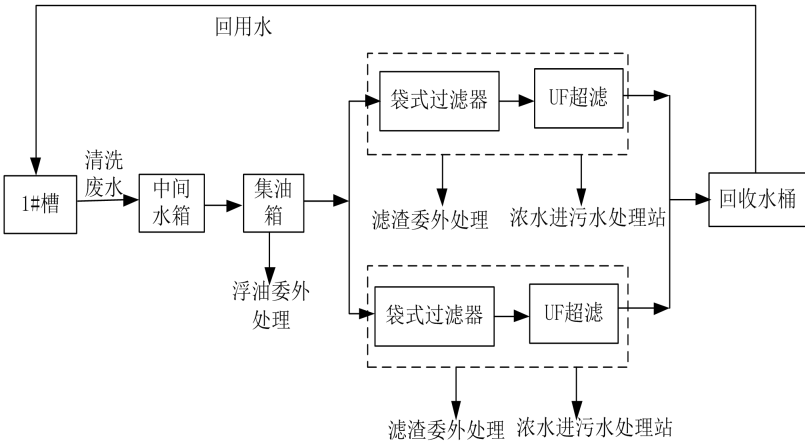 回用水
袋式过滤器
UF超滤
清洗
废水
1#槽
中间
水箱
集油
箱
回收水桶
滤渣委外处理
浓水进污水处理站
浮油委外
处理
袋式过滤器
UF超滤
滤渣委外处理
浓水进污水处理站